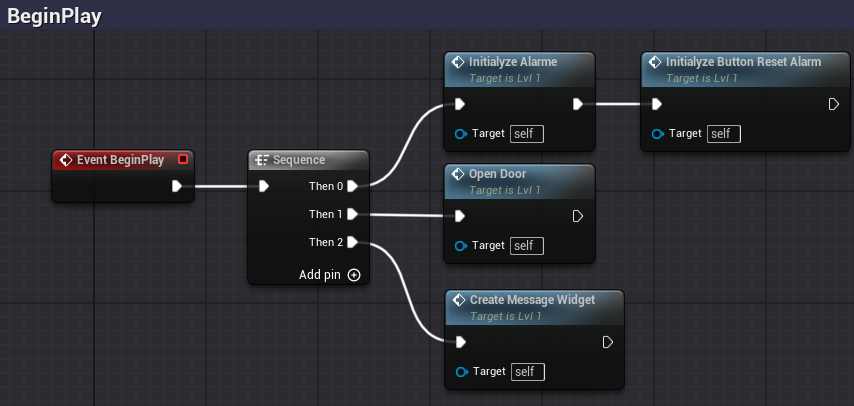 BeginPlay
Event BeginPlay
Sequence
Then 0
Then 1
Then 2
Add pin
Initialyze Alarme
Target is Lvl 1
Target self
Initialyze Button Reset Alarm
Target is Lvl 1
Target self
Open Door
Target is Lvl 1
Target self
Create Message Widget
Target is Lvl 1
Target self